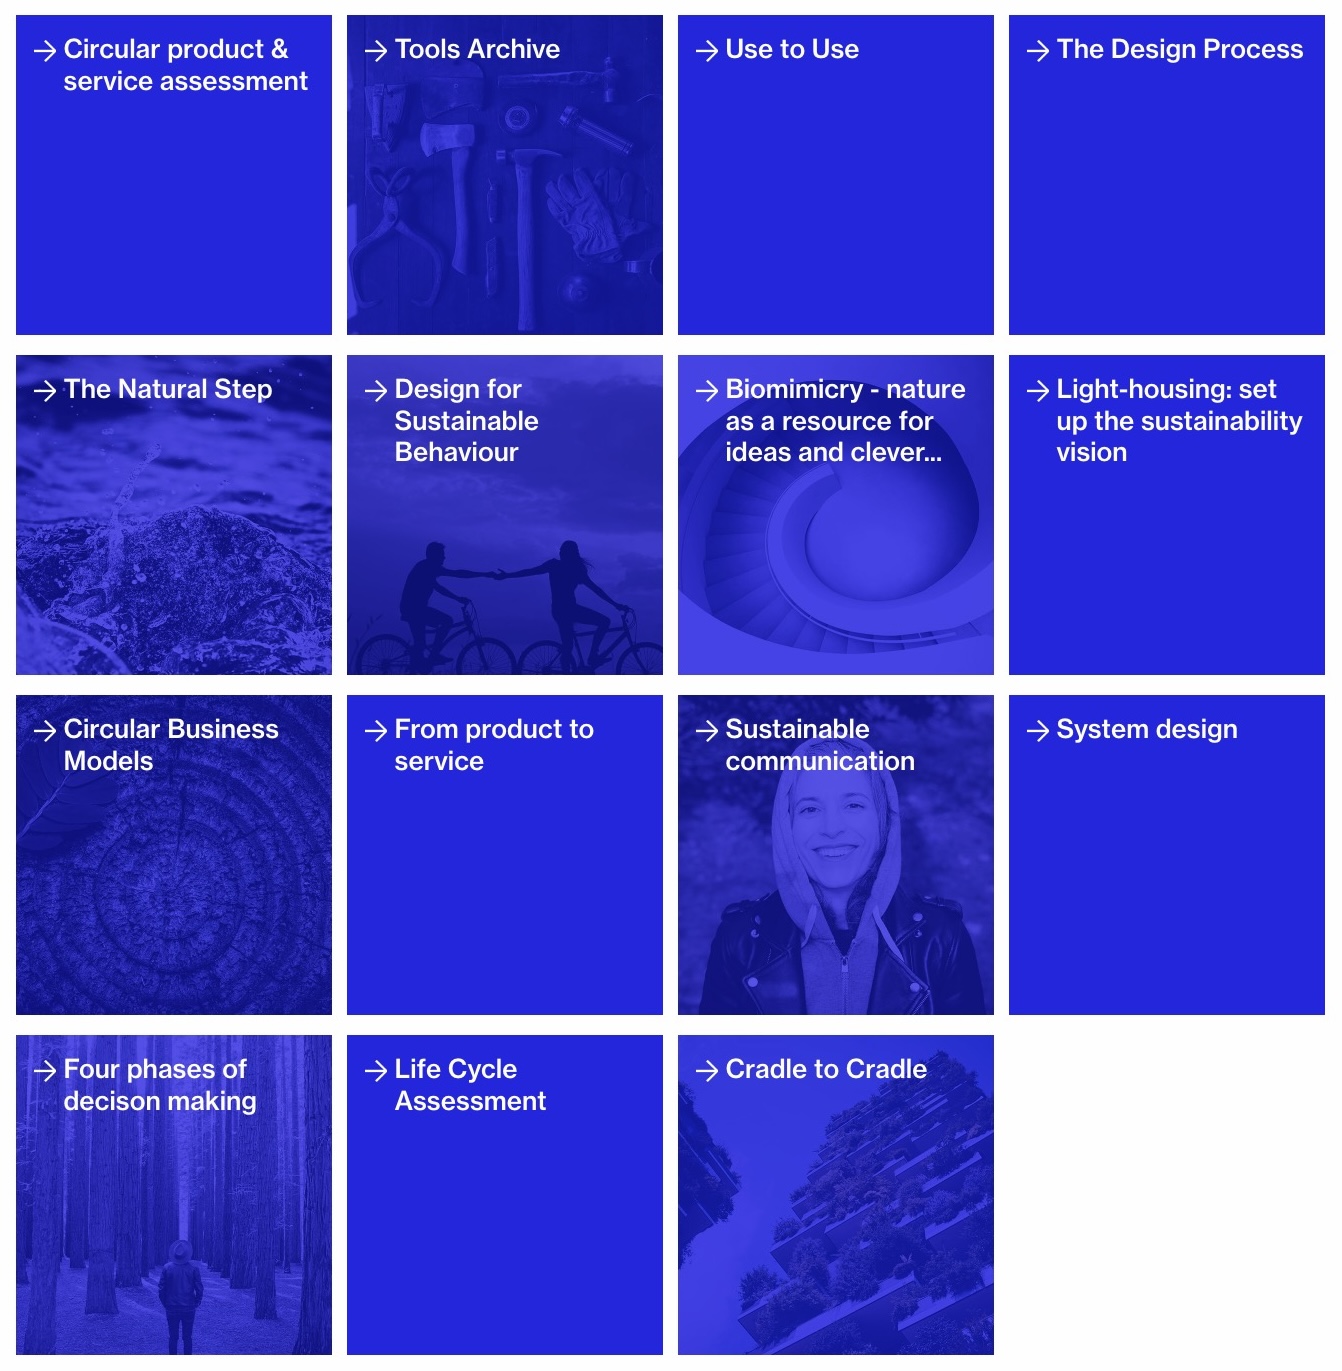 → Circular product &
service assessment
→ Tools Archive
→ Use to Use
→ The Design Process
→ The Natural Step
→ Design for
Sustainable
Behaviour
→ Biomimicry - nature
as a resource for
ideas and clever...
→ Light-housing: set
up the sustainability
vision
→ Circular Business
Models
→ From product to
service
→ Sustainable
communication
→ System design
→ Four phases of
decison making
→ Life Cycle
Assessment
→ Cradle to Cradle